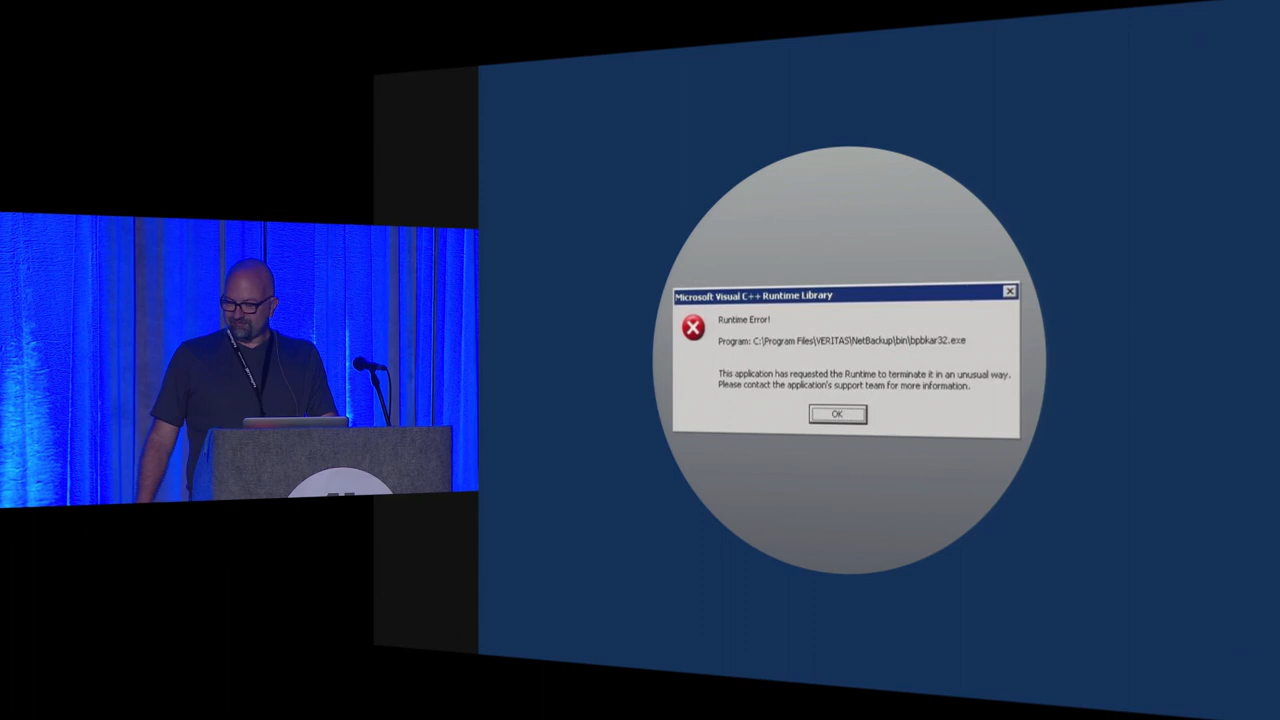 Microsoft Visual C++ Runtime Library
Runtime Error!
Program: C:\Program Files\VERITAS\NetBackup\bin\bpbkar32.exe
This application has requested the Runtime to terminate it in an unusual way.
Please contact the application's support team for more information.
OK